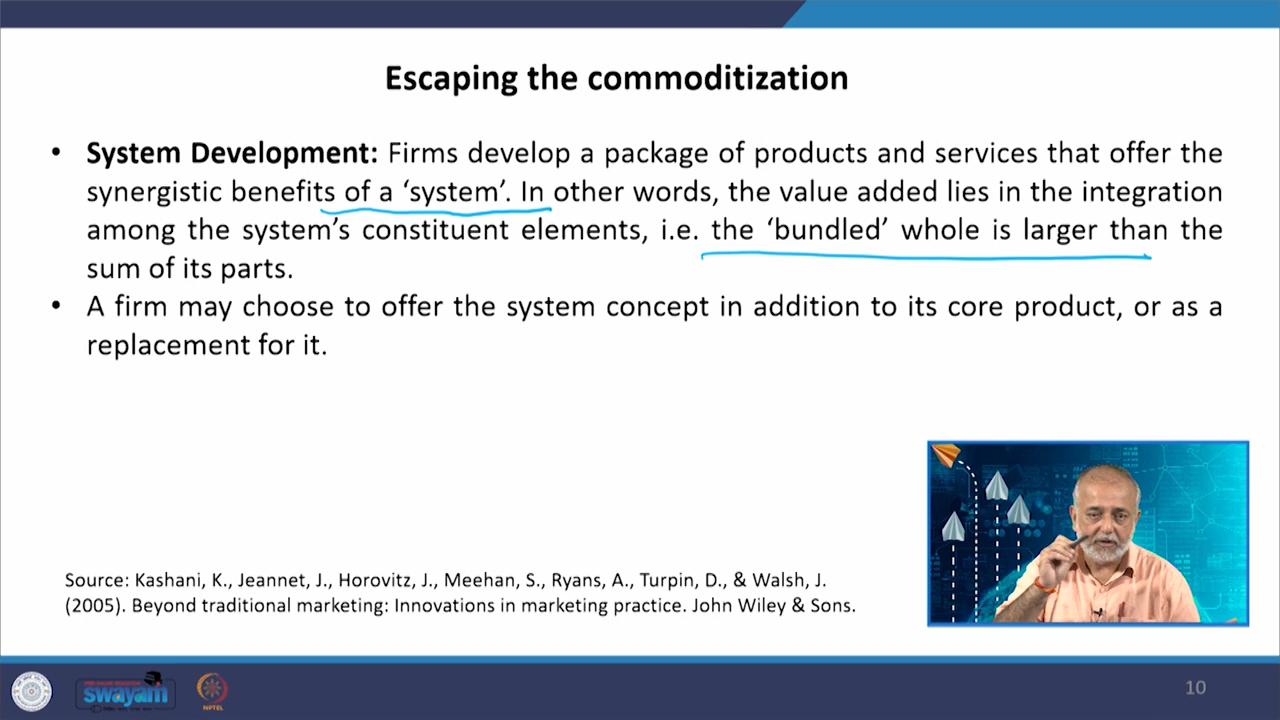 Escaping the commoditization
• System Development: Firms develop a package of products and services that offer the
synergistic benefits of a ‘system’. In other words, the value added lies in the integration
among the system’s constituent elements, i.e. the ‘bundled’ whole is larger than the
sum of its parts.
• A firm may choose to offer the system concept in addition to its core product, or as a
replacement for it.
Source: Kashani, K., Jeannet, J., Horovitz, J., Meehan, S., Ryans, A., Turpin, D., & Walsh, J.
(2005). Beyond traditional marketing: Innovations in marketing practice. John Wiley & Sons.
swayam
NPTEL
10